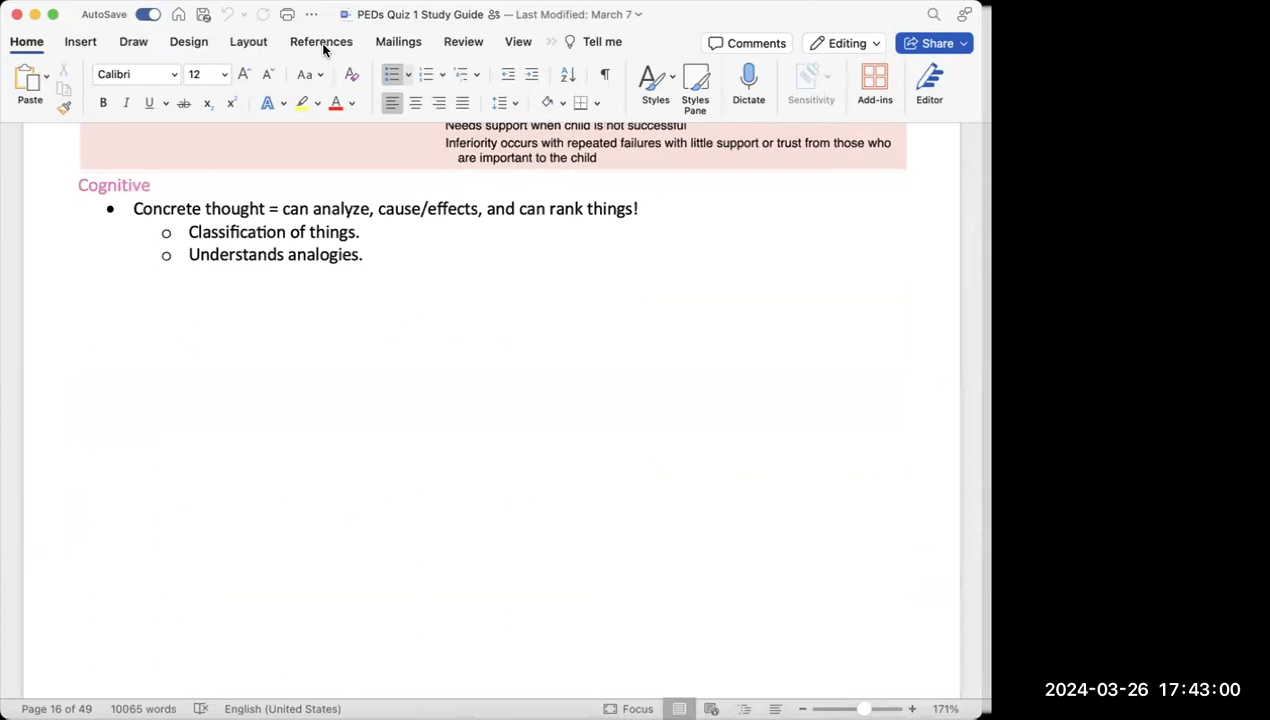 AutoSave
PEDs Quiz 1 Study Guide — Last Modified: March 7
Home Insert Draw Design Layout References Mailings Review View Tell me
Comments Editing Share
Calibri 12 Aa
Paste
B I U ab x2 x2 A A
Styles Styles Pane Dictate Sensitivity Add-ins Editor
Needs support when child is not successful
Inferiority occurs with repeated failures with little support or trust from those who
are important to the child
Cognitive
• Concrete thought = can analyze, cause/effects, and can rank things!
o Classification of things.
o Understands analogies.
2024-03-26 17:43:00
Page 16 of 49 10065 words English (United States) Focus 171%